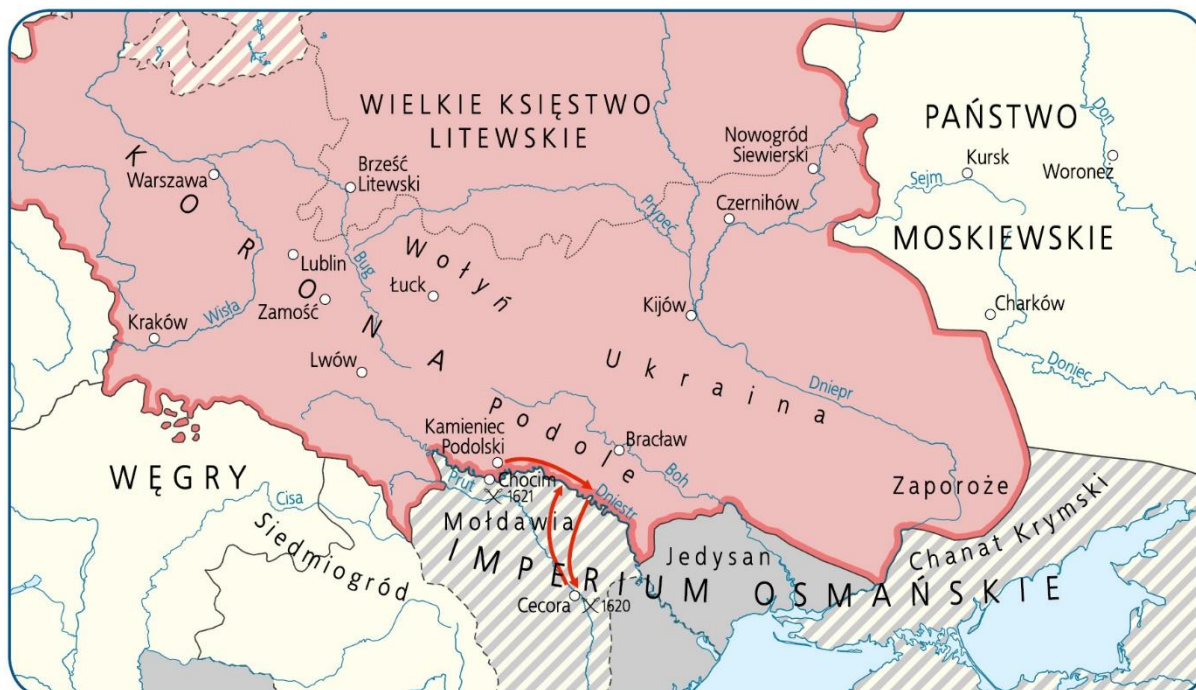 WIELKIE KSIĘSTWO
LITEWSKIE
PAŃSTWO
MOSKIEWSKIE
Don
Nowogród
Siewierski
Kursk
Woroneż
Sejm
Brześć
Litewski
Warszawa
KORONA
Czernihów
Prypeć
Lublin
Bug
Wołyń
Łuck
Zamość
Wisła
Kraków
Kijów
Charków
Doniec
Lwów
Ukraina
Dniepr
Podole
Kamieniec
Podolski
Bracław
Boh
WĘGRY
Prut
Chocim
1621
Dniestr
Zaporoże
Cisa
Siedmiogród
Mołdawia
Jedysan
Chanat Krymski
IMPERIUM OSMAŃSKIE
Cecora
1620